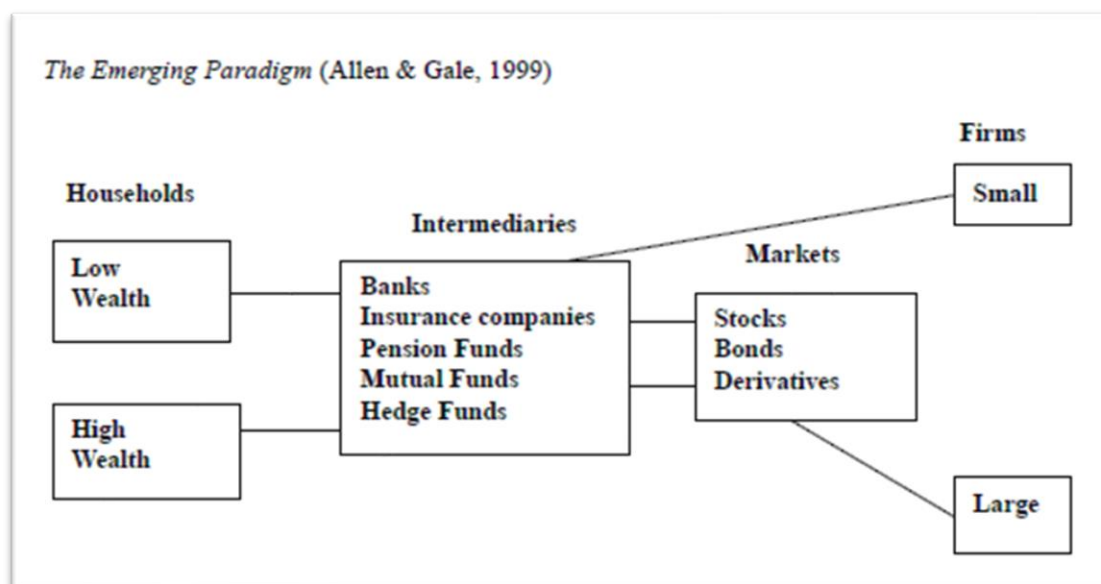 The Emerging Paradigm (Allen & Gale, 1999)
Firms
Small
Households
Intermediaries
Markets
Low
Wealth
Banks
Insurance companies
Pension Funds
Mutual Funds
Hedge Funds
Stocks
Bonds
Derivatives
High
Wealth
Large